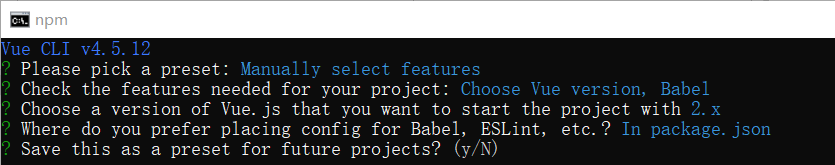 C:\.
npm
Vue CLI v4.5.12
? Please pick a preset: Manually select features
? Check the features needed for your project: Choose Vue version, Babel
? Choose a version of Vue.js that you want to start the project with 2.x
? Where do you prefer placing config for Babel, ESLint, etc.? In package.json
? Save this as a preset for future projects? (y/N)